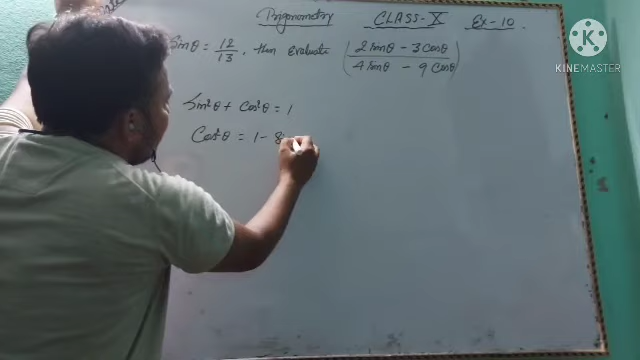 Trigonometry CLASS-X Ex-10.
Sinθ = 12/13, then Evaluate (2 sinθ - 3 cosθ / 4 sinθ - 9 cosθ)
Sin²θ + Cos²θ = 1
Cos²θ = 1 - 8
KINEMASTER